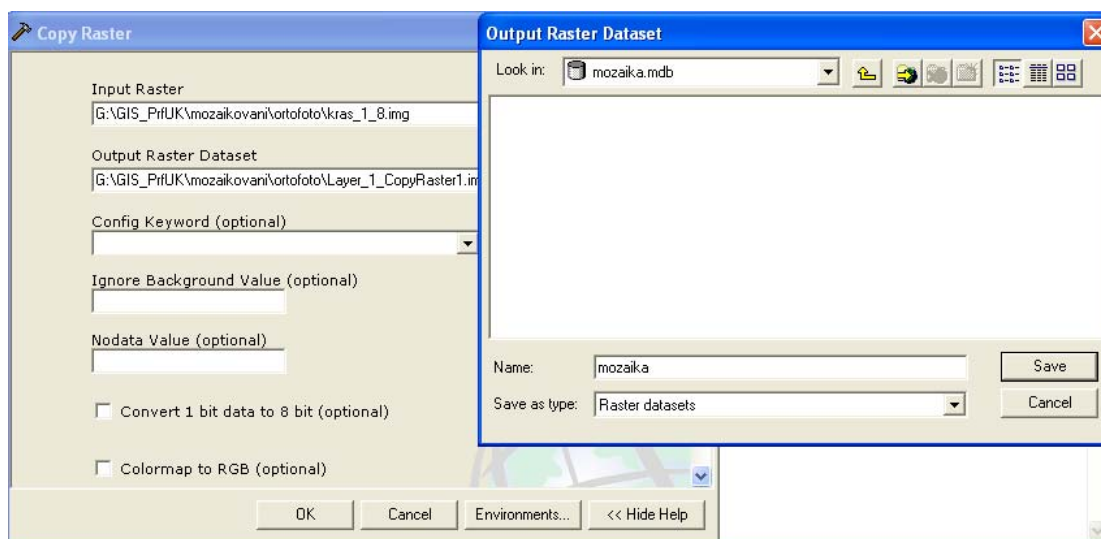 Copy Raster
Input Raster
G:\GIS_PrfUK\mozaikovani\ortofoto\kras_1_8.img
Output Raster Dataset
G:\GIS_PrfUK\mozaikovani\ortofoto\Layer_1_CopyRaster1.im
Config Keyword (optional)
Ignore Background Value (optional)
Nodata Value (optional)
Convert 1 bit data to 8 bit (optional)
Colormap to RGB (optional)
OK
Cancel
Environments...
<< Hide Help
Output Raster Dataset
Look in:
mozaika.mdb
Name:
mozaika
Save
Save as type:
Raster datasets
Cancel